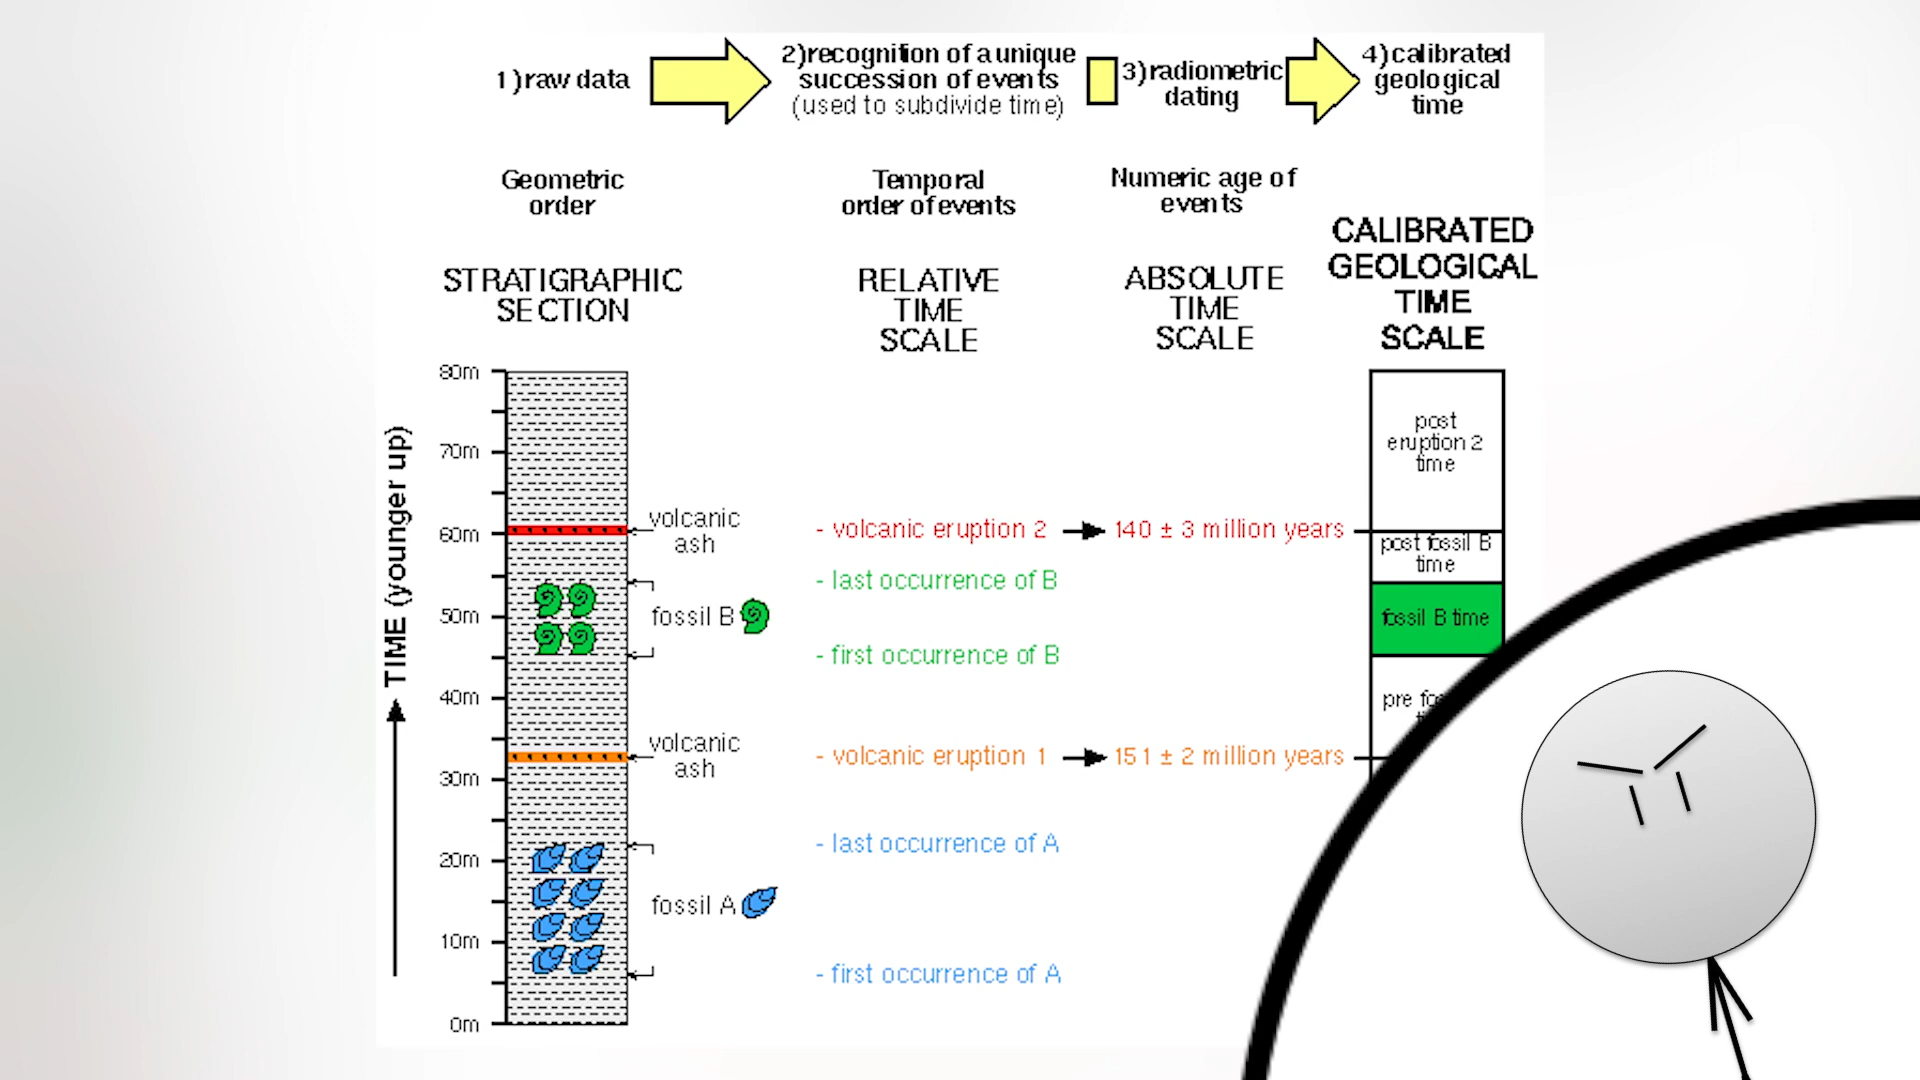 1)raw data
2)recognition of a unique
succession of events
(used to subdivide time)
3)radiometric
dating
4)calibrated
geological
time
Geometric
order
Temporal
order of events
Numeric age of
events
STRATIGRAPHIC
SECTION
RELATIVE
TIME
SCALE
ABSOLUTE
TIME
SCALE
CALIBRATED
GEOLOGICAL
TIME
SCALE
TIME (younger up)
80m
70m
60m
50m
40m
30m
20m
10m
0m
volcanic
ash
fossil B
volcanic
ash
fossil A
- volcanic eruption 2
- last occurrence of B
- first occurrence of B
- volcanic eruption 1
- last occurrence of A
- first occurrence of A
140 ± 3 million years
151 ± 2 million years
post
eruption 2
time
post fossil B
time
fossil B time
pre